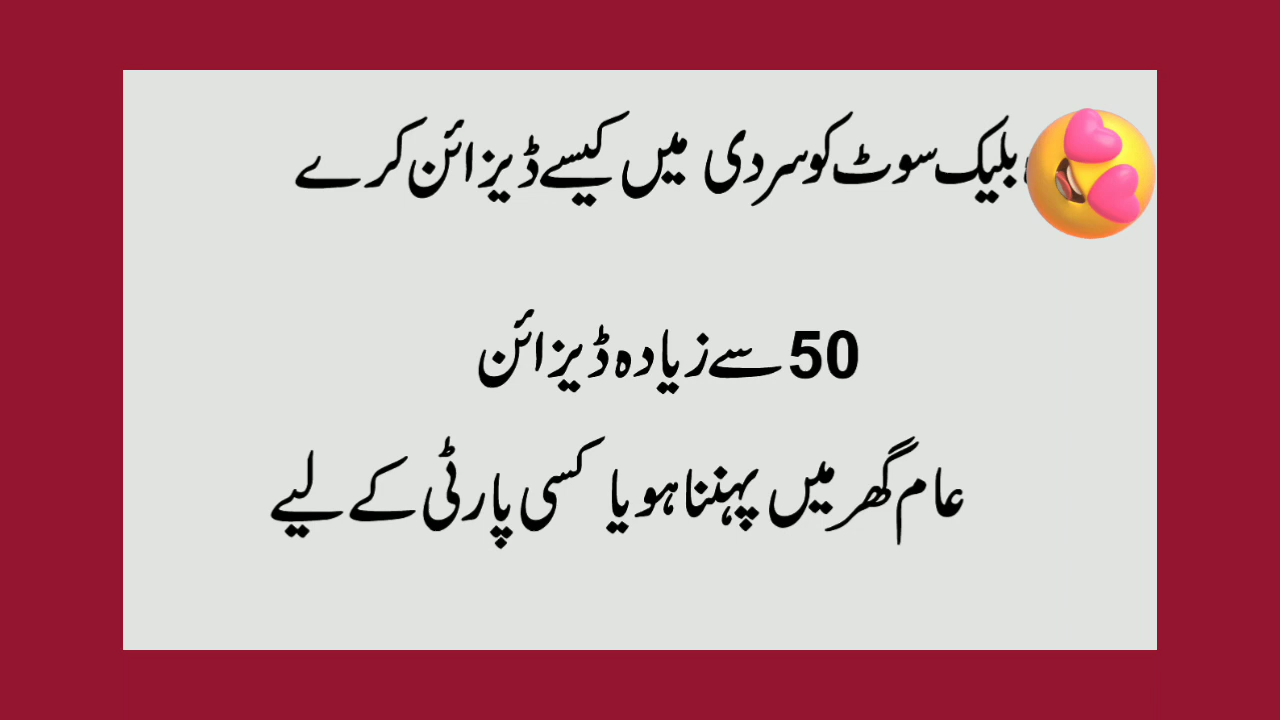 بلیک سوٹ کو سردی میں کیسے ڈیزائن کرے
50 سے زیادہ ڈیزائن
عام گھر میں پہننا ہو یا کسی پارٹی کے لیے